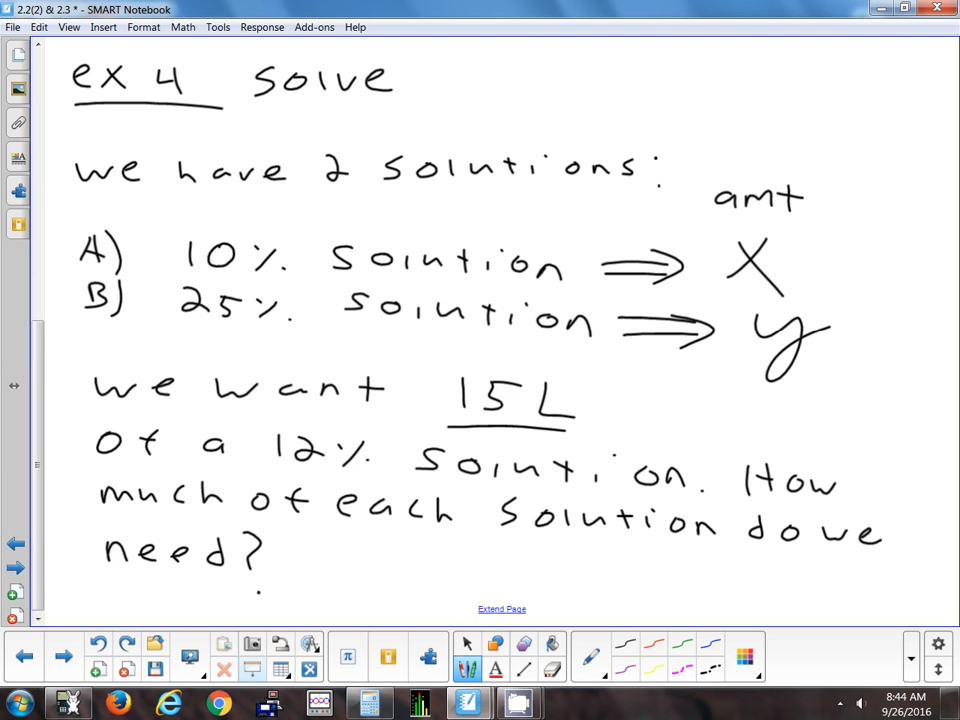 2.2(2) & 2.3 * - SMART Notebook
File Edit View Insert Format Math Tools Response Add-ons Help
ex 4 solve
we have 2 solutions:
amt
A) 10% solution ⇒ x
B) 25% solution ⇒ y
we want 15L
of a 12% solution. How
much of each solution do we
need?
Extend Page
8:44 AM
9/26/2016